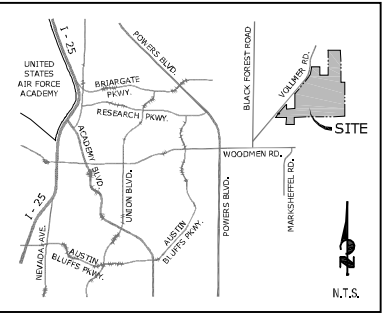 I - 25
POWERS BLVD.
BLACK FOREST ROAD
VOLLMER RD.
UNITED
STATES
AIR FORCE
ACADEMY
BRIARGATE
PKWY.
RESEARCH PKWY.
SITE
ACADEMY BLVD.
UNION BLVD.
WOODMEN RD.
MARKSHEFFEL RD.
I - 25
NEVADA AVE.
AUSTIN
BLUFFS PKWY.
AUSTIN
BLUFFS PKWY.
POWERS BLVD.
N.T.S.